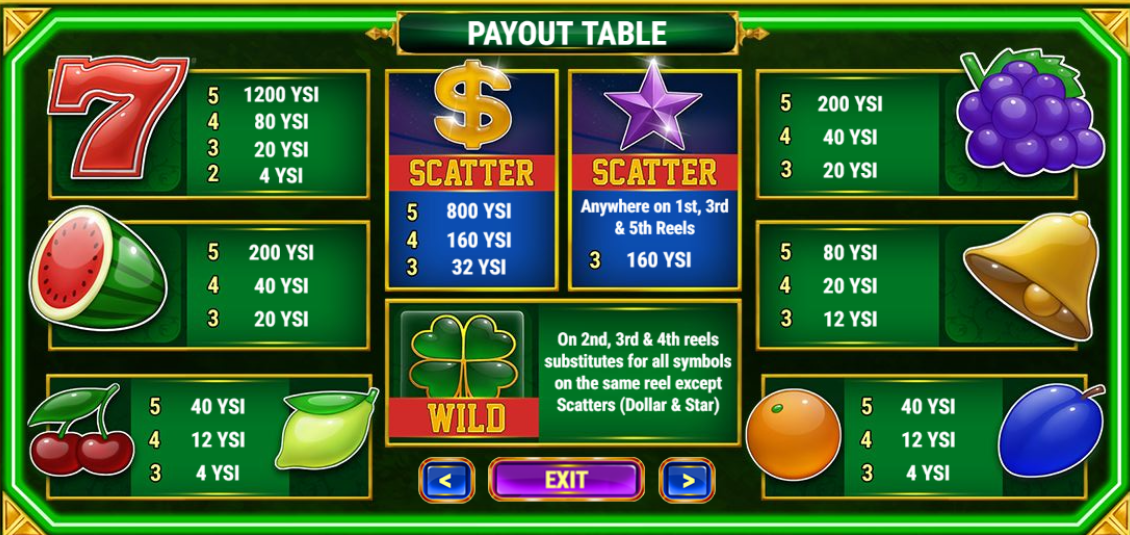 PAYOUT TABLE
5 1200 YSI
4 80 YSI
3 20 YSI
2 4 YSI
SCATTER
5 800 YSI
4 160 YSI
3 32 YSI
SCATTER
Anywhere on 1st, 3rd
& 5th Reels
3 160 YSI
5 200 YSI
4 40 YSI
3 20 YSI
5 200 YSI
4 40 YSI
3 20 YSI
WILD
On 2nd, 3rd & 4th reels
substitutes for all symbols
on the same reel except
Scatters (Dollar & Star)
5 80 YSI
4 20 YSI
3 12 YSI
5 40 YSI
4 12 YSI
3 4 YSI
< EXIT >
5 40 YSI
4 12 YSI
3 4 YSI